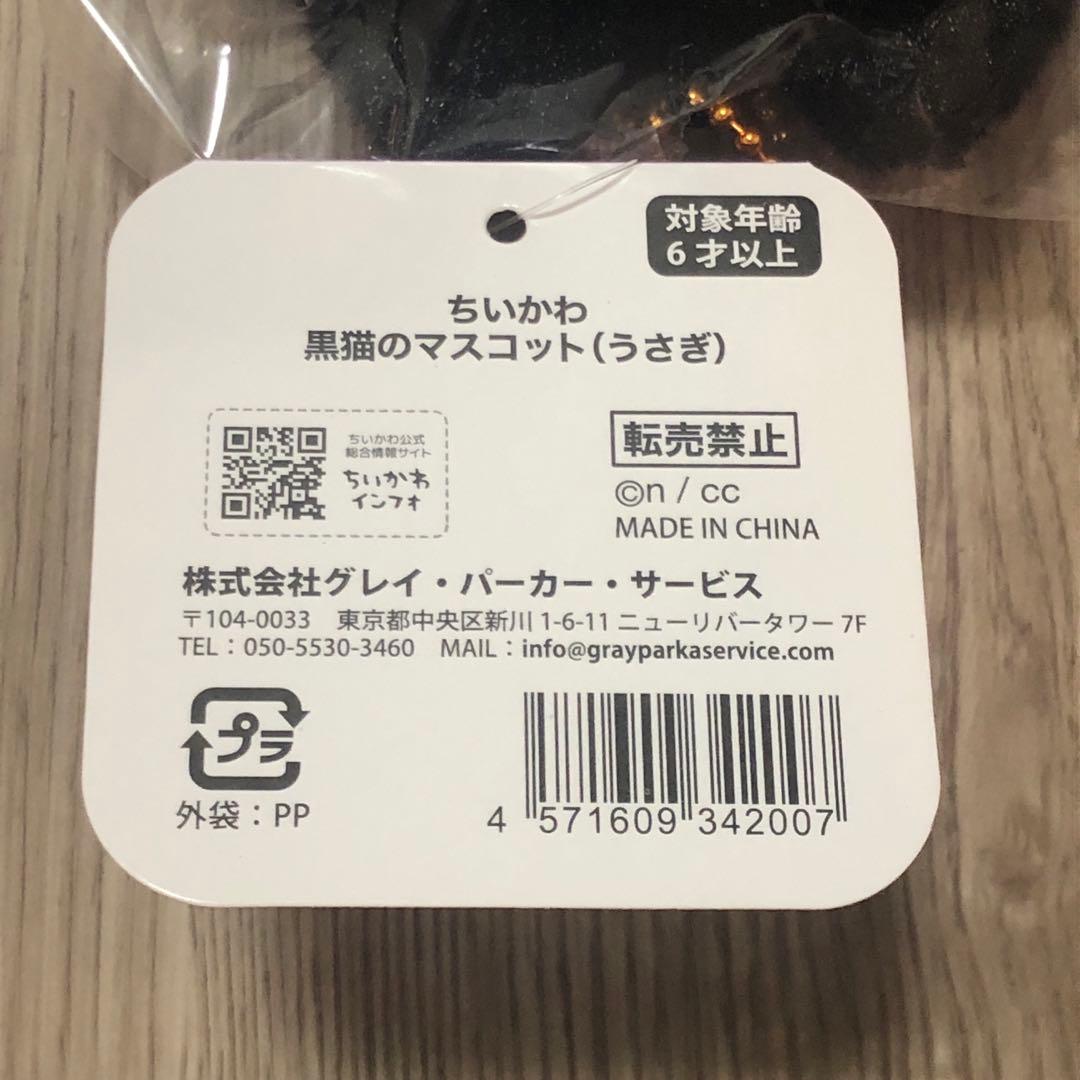 対象年齢
6才以上
ちいかわ
黒猫のマスコット(うさぎ)
ちいかわ公式
総合情報サイト
ちいかわ
インフォ
転売禁止
©n / cc
MADE IN CHINA
株式会社グレイ・パーカー・サービス
〒104-0033 東京都中央区新川 1-6-11 ニューリバータワー 7F
TEL：050-5530-3460 MAIL：info@grayparkaservice.com
プラ
外袋：PP
4 571609 342007